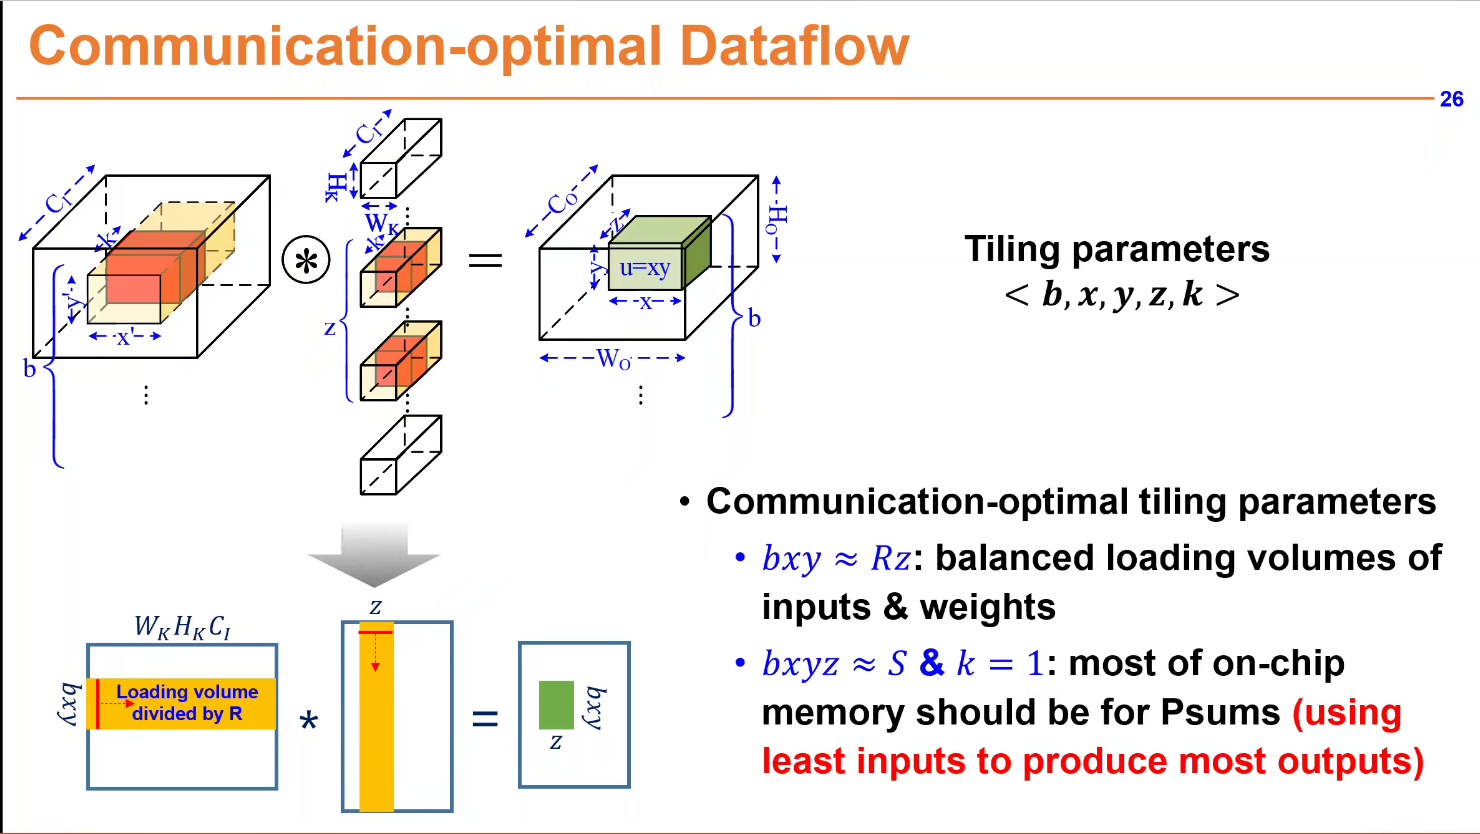 Communication-optimal Dataflow
26
C_I
H_K
W_K
C_I
k
y'
x'
b
⋮
*
k
z
=
C_O
z
H_O
y
u=xy
x
b
W_O
⋮
Tiling parameters
< b, x, y, z, k >
• Communication-optimal tiling parameters
• bxy ≈ Rz: balanced loading volumes of
inputs & weights
• bxyz ≈ S & k = 1: most of on-chip
memory should be for Psums (using
least inputs to produce most outputs)
W_K H_K C_I
bxy
Loading volume
divided by R
*
z
=
bxy
z